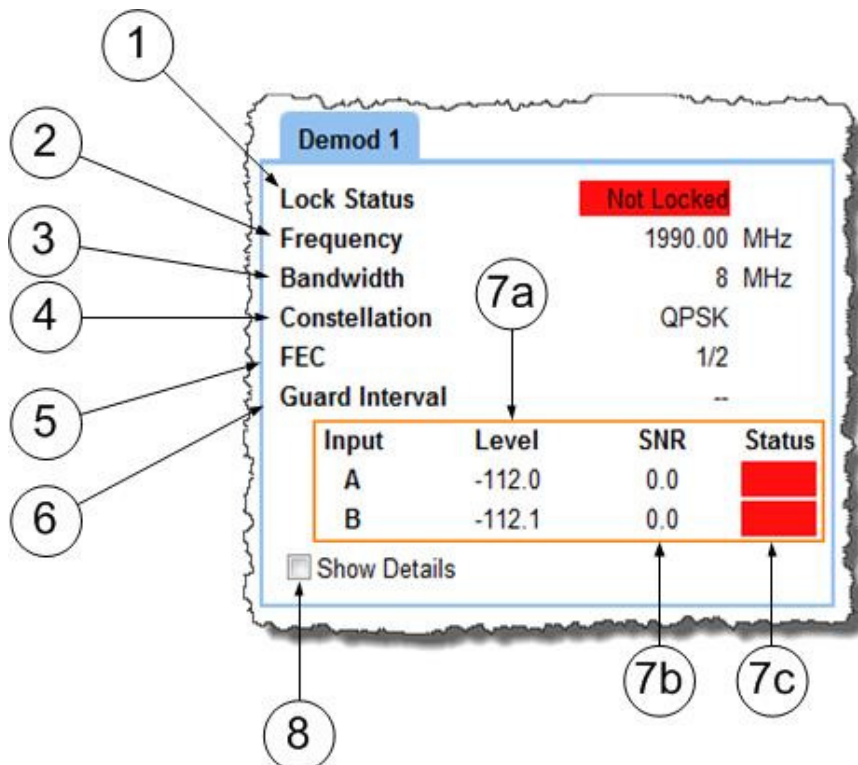 1
2
3
4
5
6
7a
7b
7c
8
Demod 1
Lock Status Not Locked
Frequency 1990.00 MHz
Bandwidth 8 MHz
Constellation QPSK
FEC 1/2
Guard Interval --
Input Level SNR Status
A -112.0 0.0
B -112.1 0.0
Show Details